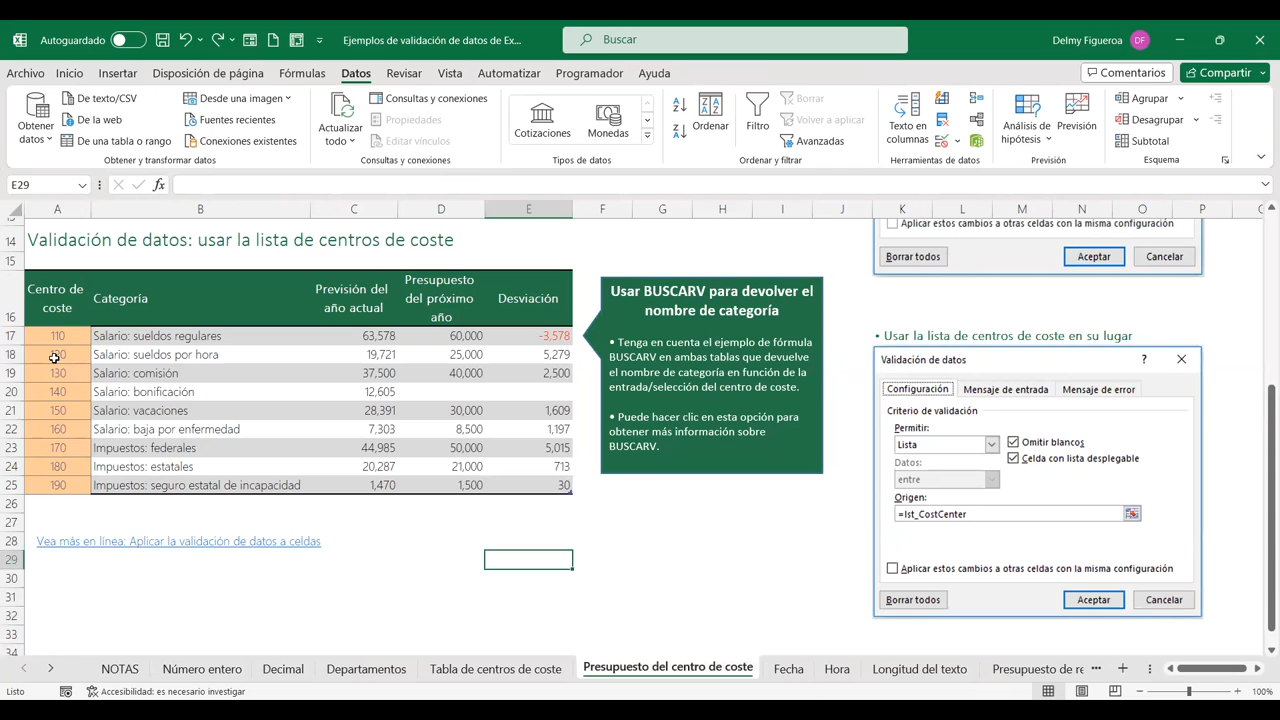 Autoguardado
Ejemplos de validación de datos de Ex...
Buscar
Delmy Figueroa
DF
Archivo Inicio Insertar Disposición de página Fórmulas Datos Revisar Vista Automatizar Programador Ayuda
Comentarios
Compartir
Obtener datos
De texto/CSV
De la web
De una tabla o rango
Desde una imagen
Fuentes recientes
Conexiones existentes
Obtener y transformar datos
Actualizar todo
Consultas y conexiones
Propiedades
Editar vínculos
Consultas y conexiones
Cotizaciones
Monedas
Tipos de datos
Ordenar
Filtro
Borrar
Volver a aplicar
Avanzadas
Ordenar y filtrar
Texto en columnas
Herramientas de datos
Análisis de hipótesis
Previsión
Previsión
Agrupar
Desagrupar
Subtotal
Esquema
E29
fx
A B C D E F G H I J K L M N O P
14 Validación de datos: usar la lista de centros de coste
15
16 Centro de coste Categoría Previsión del año actual Presupuesto del próximo año Desviación
17 110 Salario: sueldos regulares 63,578 60,000 -3,578
18 Salario: sueldos por hora 19,721 25,000 5,279
19 130 Salario: comisión 37,500 40,000 2,500
20 140 Salario: bonificación 12,605
21 150 Salario: vacaciones 28,391 30,000 1,609
22 160 Salario: baja por enfermedad 7,303 8,500 1,197
23 170 Impuestos: federales 44,985 50,000 5,015
24 180 Impuestos: estatales 20,287 21,000 713
25 190 Impuestos: seguro estatal de incapacidad 1,470 1,500 30
26
27
28 Vea más en línea: Aplicar la validación de datos a celdas
29
30
31
32
33
34
Usar BUSCARV para devolver el
nombre de categoría
• Tenga en cuenta el ejemplo de fórmula
BUSCARV en ambas tablas que devuelve
el nombre de categoría en función de la
entrada/selección del centro de coste.
• Puede hacer clic en esta opción para
obtener más información sobre
BUSCARV.
Aplicar estos cambios a otras celdas con la misma configuración
Borrar todos Aceptar Cancelar
• Usar la lista de centros de coste en su lugar
Validación de datos ?
Configuración Mensaje de entrada Mensaje de error
Criterio de validación
Permitir:
Lista
Omitir blancos
Celda con lista desplegable
Datos:
entre
Origen:
=lst_CostCenter
Aplicar estos cambios a otras celdas con la misma configuración
Borrar todos Aceptar Cancelar
NOTAS Número entero Decimal Departamentos Tabla de centros de coste Presupuesto del centro de coste Fecha Hora Longitud del texto Presupuesto de re ...
Listo
Accesibilidad: es necesario investigar
100%